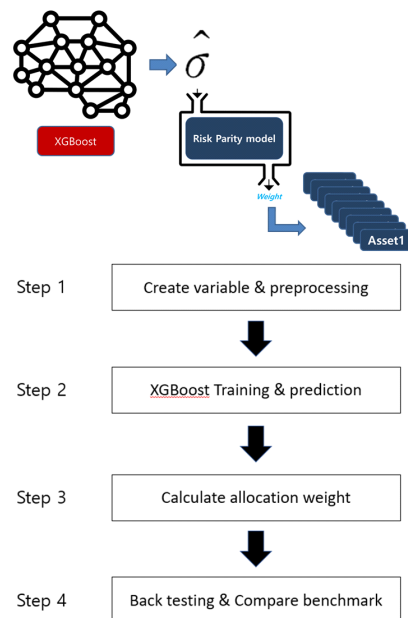 σ̂
XGBoost
Risk Parity model
Weight
Asset1
Step 1
Create variable & preprocessing
Step 2
XGBoost Training & prediction
Step 3
Calculate allocation weight
Step 4
Back testing & Compare benchmark